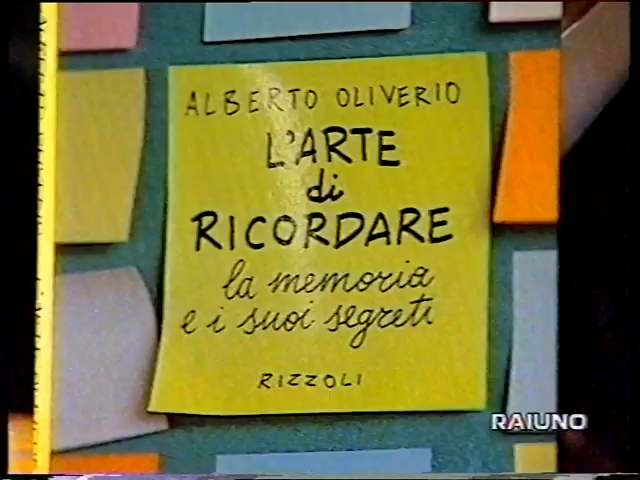 ALBERTO OLIVERIO
L'ARTE
di
RICORDARE
la memoria
e i suoi segreti
RIZZOLI
RAIUNO